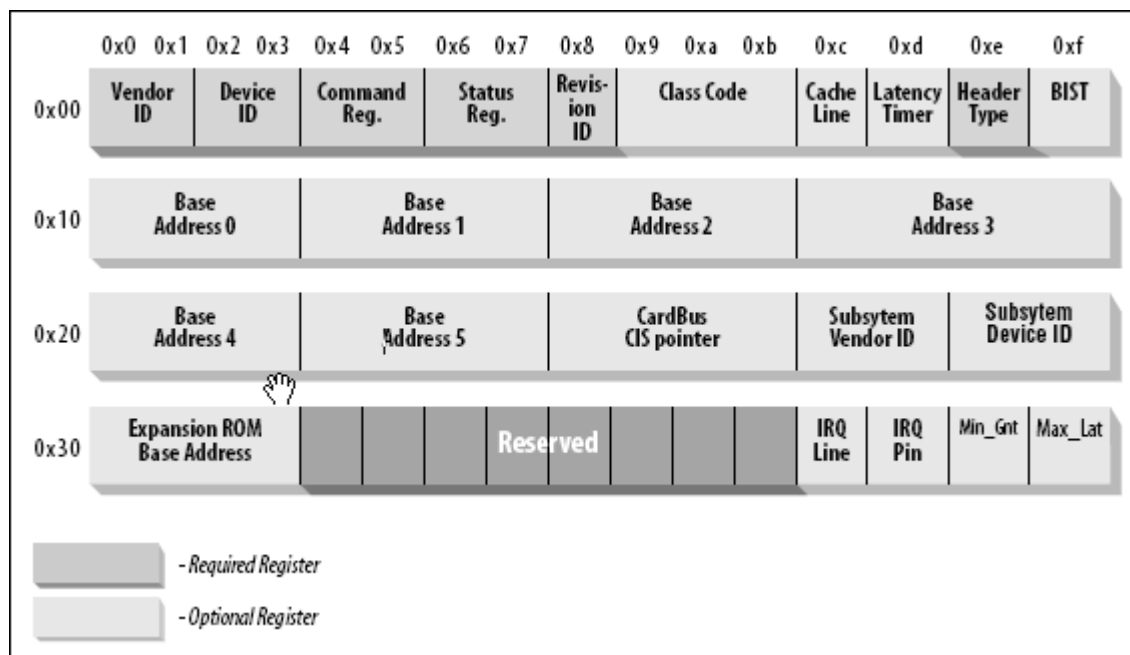 0x0 0x1 0x2 0x3 0x4 0x5 0x6 0x7 0x8 0x9 0xa 0xb 0xc 0xd 0xe 0xf
0x00
Vendor
ID
Device
ID
Command
Reg.
Status
Reg.
Revis-
ion
ID
Class Code
Cache
Line
Latency
Timer
Header
Type
BIST
0x10
Base
Address 0
Base
Address 1
Base
Address 2
Base
Address 3
0x20
Base
Address 4
Base
Address 5
CardBus
CIS pointer
Subsytem
Vendor ID
Subsytem
Device ID
0x30
Expansion ROM
Base Address
Reserved
IRQ
Line
IRQ
Pin
Min_Gnt
Max_Lat
- Required Register
- Optional Register